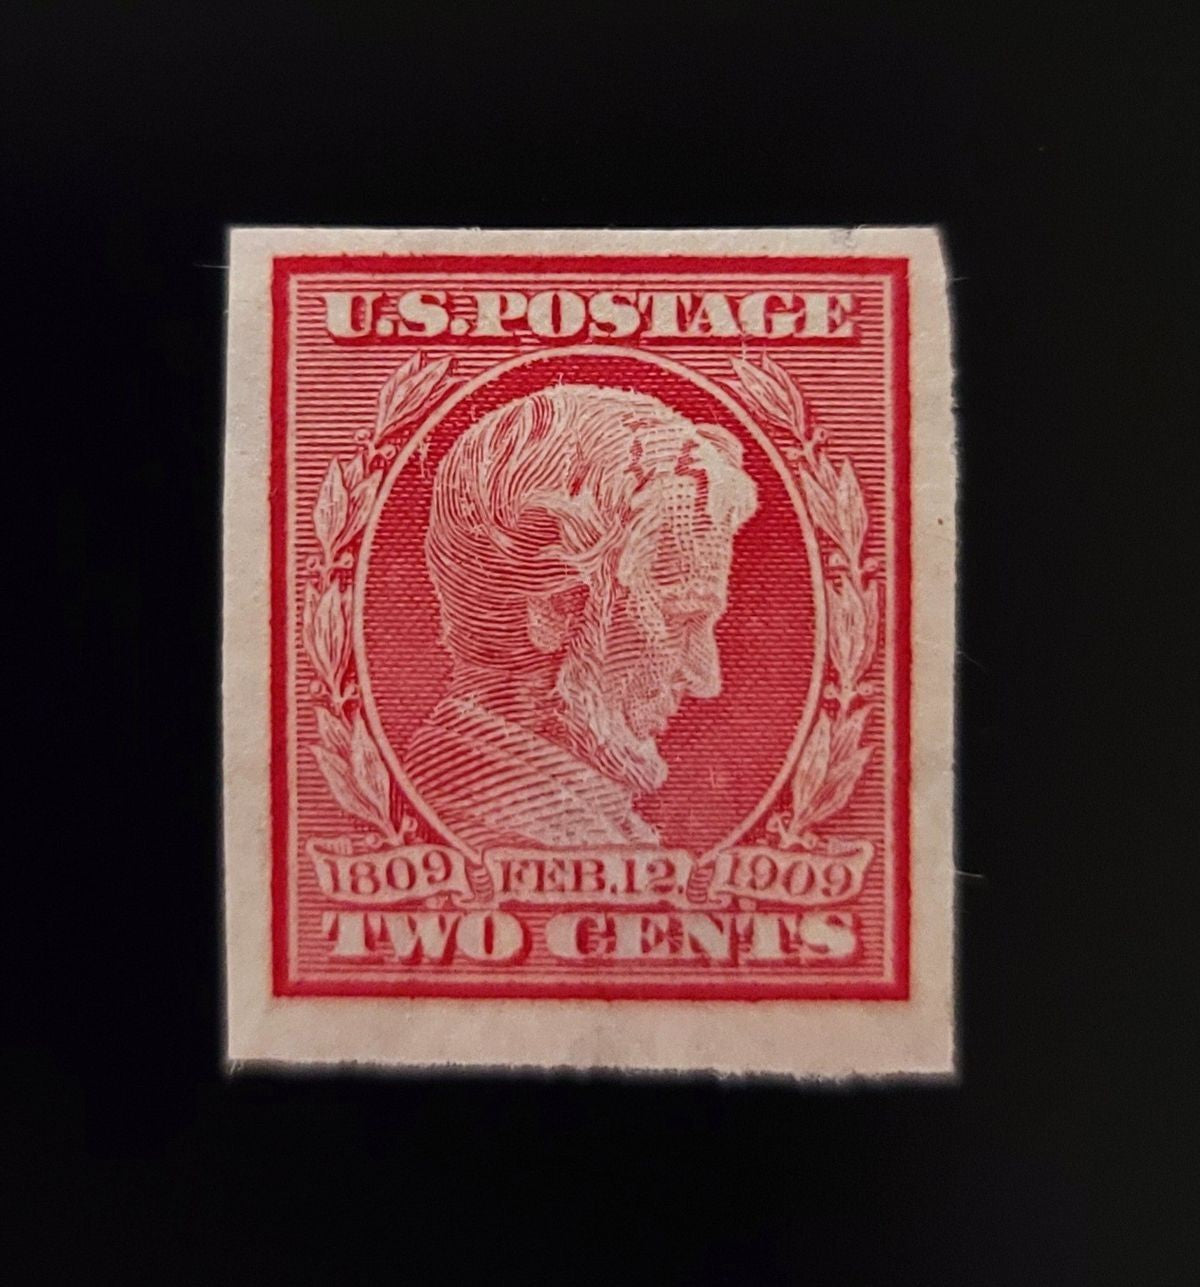 U.S.POSTAGE
1809 FEB.12. 1909
TWO CENTS